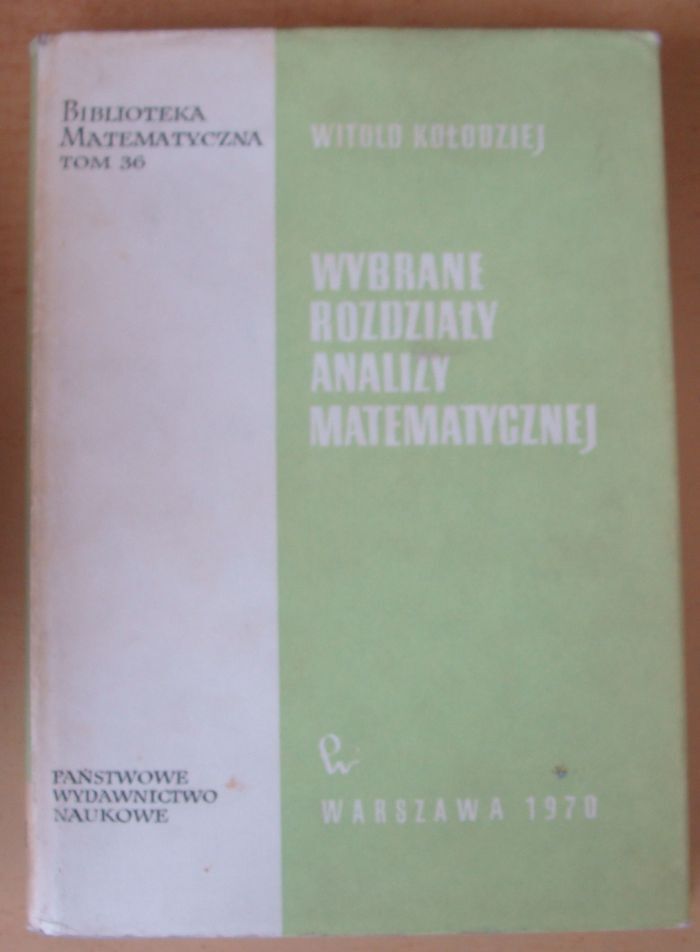 BIBLIOTEKA
MATEMATYCZNA
TOM 36
WITOLD KOŁODZIEJ
WYBRANE
ROZDZIAŁY
ANALIZY
MATEMATYCZNEJ
PAŃSTWOWE
WYDAWNICTWO
NAUKOWE
WARSZAWA 1970